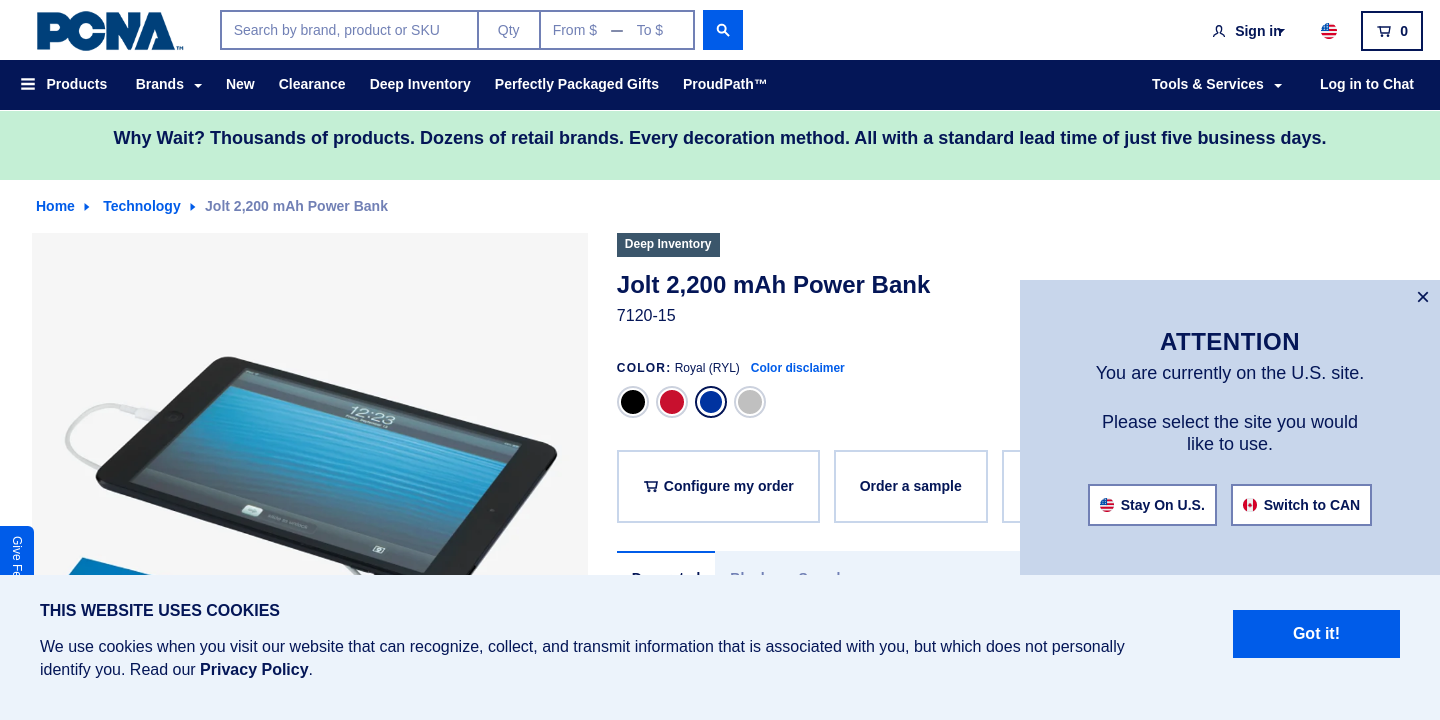 PCNA™
Search by brand, product or SKU
Qty
From $ — To $
Sign in
0
Products
Brands
New
Clearance
Deep Inventory
Perfectly Packaged Gifts
ProudPath™
Tools & Services
Log in to Chat
Why Wait? Thousands of products. Dozens of retail brands. Every decoration method. All with a standard lead time of just five business days.
Home
Technology
Jolt 2,200 mAh Power Bank
Deep Inventory
Jolt 2,200 mAh Power Bank
7120-15
COLOR: Royal (RYL) Color disclaimer
Configure my order
Order a sample
12:23
×
ATTENTION
You are currently on the U.S. site.
Please select the site you would
like to use.
Stay On U.S.
Switch to CAN
Give
THIS WEBSITE USES COOKIES
We use cookies when you visit our website that can recognize, collect, and transmit information that is associated with you, but which does not personally
identify you. Read our Privacy Policy.
Got it!